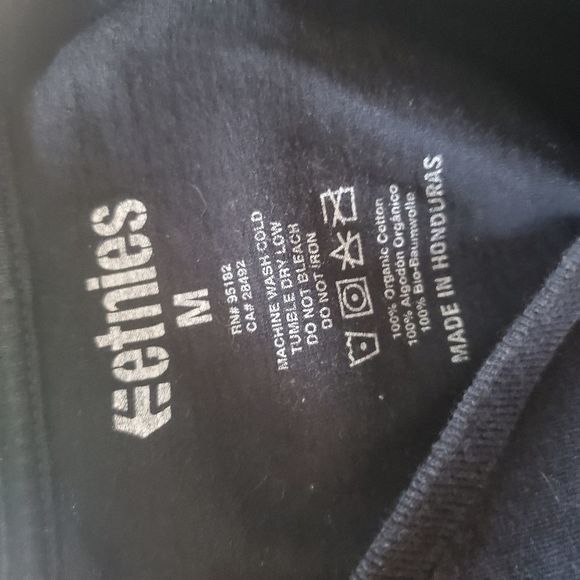 etnies
M
RN# 95182
CA# 28492
MACHINE WASH COLD
TUMBLE DRY LOW
DO NOT BLEACH
DO NOT IRON
100% Organic Cotton
100% Algodón Orgánico
100% Bio-Baumwolle
MADE IN HONDURAS